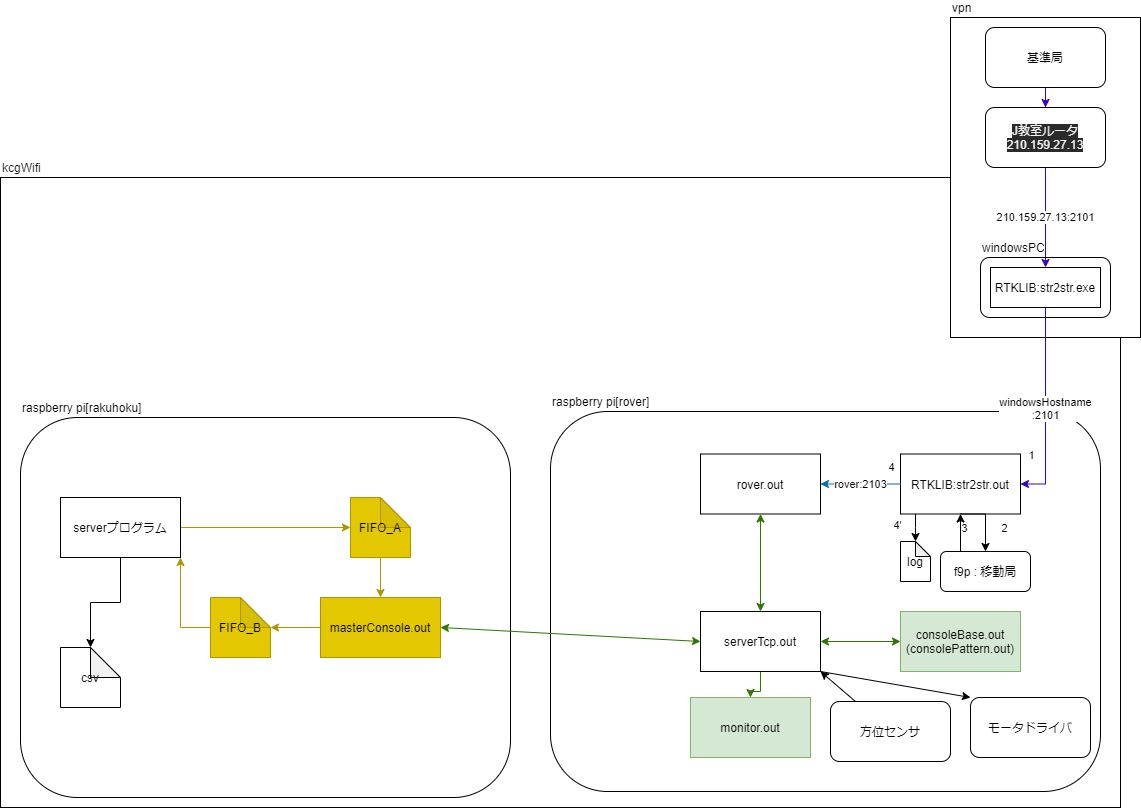 vpn
基準局
J教室ルータ
210.159.27.13
kcgWifi
210.159.27.13:2101
windowsPC
RTKLIB:str2str.exe
raspberry pi[rakuhoku]
raspberry pi[rover]
windowsHostname
:2101
1
rover.out
4
rover:2103
RTKLIB:str2str.out
serverプログラム
FIFO_A
4'
3
2
log
f9p : 移動局
FIFO_B
masterConsole.out
serverTcp.out
consoleBase.out
(consolePattern.out)
csv
monitor.out
方位センサ
モータドライバ